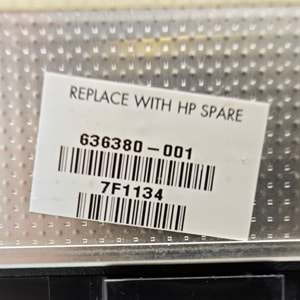 REPLACE WITH HP SPARE
636380-001
7F1134